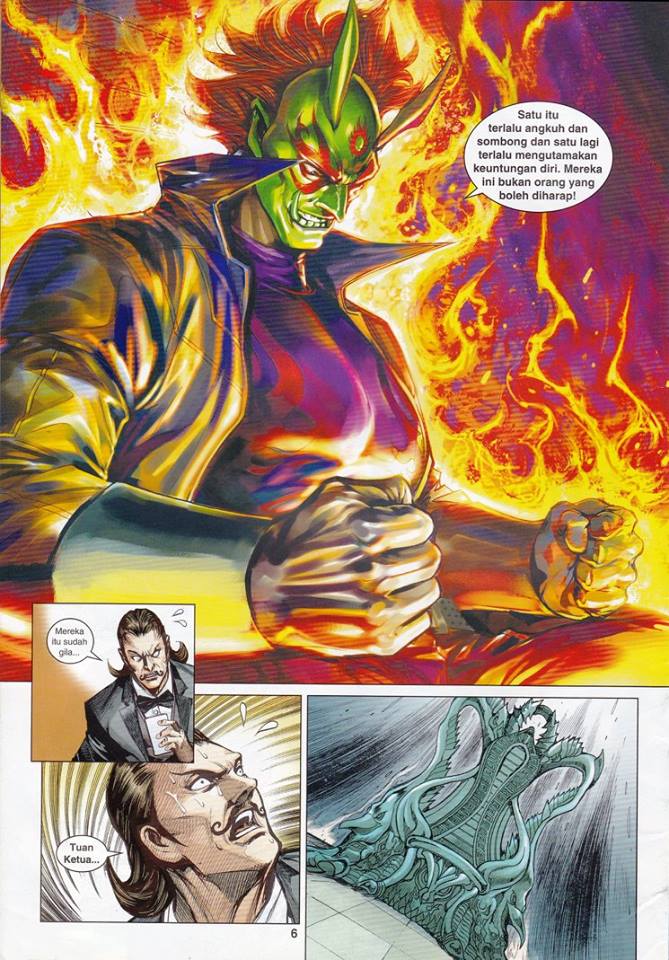 Satu itu
terlalu angkuh dan
sombong dan satu lagi
terlalu mengutamakan
keuntungan diri. Mereka
ini bukan orang yang
boleh diharap!
Mereka
itu sudah
gila...
Tuan
Ketua...
6